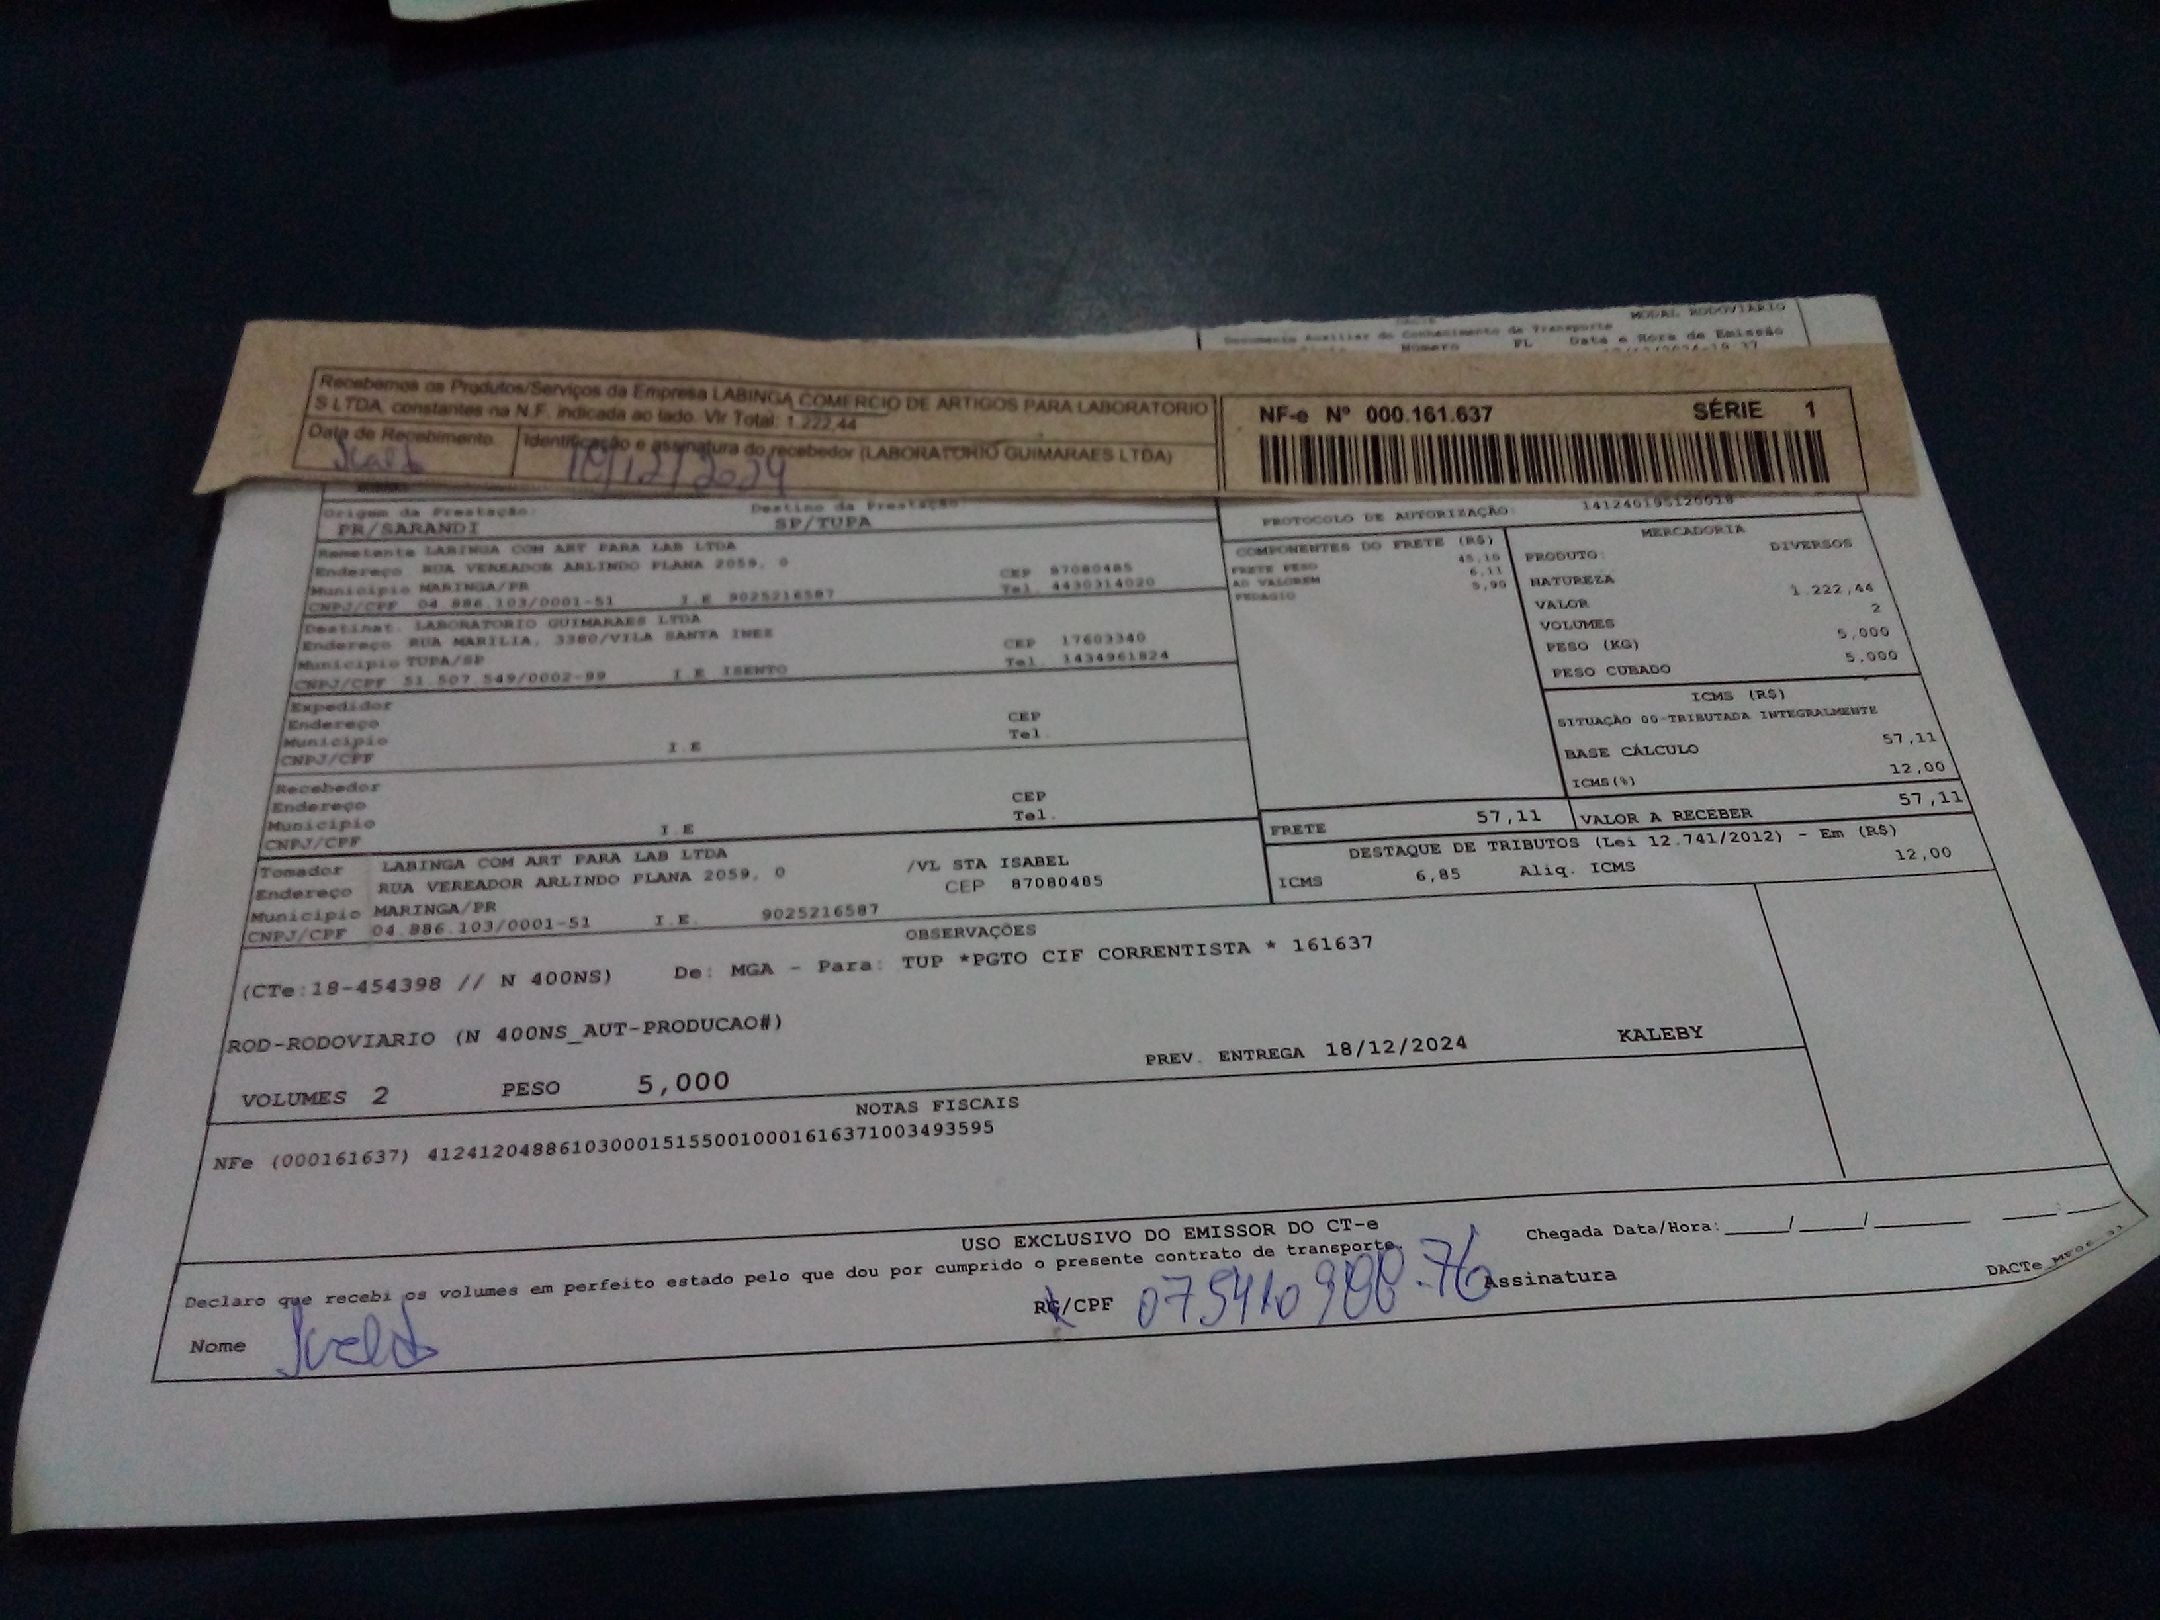 MODAL RODOVIÁRIO
Documento Auxiliar do Conhecimento de Transporte
Número FL Data e Hora de Emissão
Recebemos os Produtos/Serviços da Empresa LABINGA COMERCIO DE ARTIGOS PARA LABORATORIO
S LTDA, constantes na N.F. indicada ao lado. Vlr Total: 1.222,44
Data de Recebimento
Identificação e assinatura do recebedor (LABORATORIO GUIMARAES LTDA)
NF-e Nº 000.161.637 SÉRIE 1
Origem da Prestação: Destino da Prestação:
PR/SARANDI SP/TUPA
PROTOCOLO DE AUTORIZAÇÃO:
Remetente LABINGA COM ART PARA LAB LTDA
Endereço RUA VEREADOR ARLINDO PLANA 2059, 0 CEP 87080485
Município MARINGA/PR Tel. 4430314020
CNPJ/CPF 04.886.103/0001-51 I.E 9025216587
Destinat. LABORATORIO GUIMARAES LTDA
Endereço RUA MARILIA, 3380/VILA SANTA INES CEP 17603340
Município TUPA/SP Tel. 1434961824
CNPJ/CPF 51.507.549/0002-99 I.E ISENTO
Expedidor
Endereço CEP
Município Tel.
CNPJ/CPF I.E
Recebedor
Endereço CEP
Município Tel.
CNPJ/CPF I.E
Tomador LABINGA COM ART PARA LAB LTDA
Endereço RUA VEREADOR ARLINDO PLANA 2059, 0 /VL STA ISABEL
Município MARINGA/PR CEP 87080485
CNPJ/CPF 04.886.103/0001-51 I.E. 9025216587
COMPONENTES DO FRETE (R$)
FRETE PESO 45,10
AD VALOREM 6,11
PEDAGIO 5,90
MERCADORIA
PRODUTO: DIVERSOS
NATUREZA
VALOR 1.222,44
VOLUMES 2
PESO (KG) 5,000
PESO CUBADO 5,000
ICMS (R$)
SITUAÇÃO 00-TRIBUTADA INTEGRALMENTE
BASE CÁLCULO 57,11
ICMS(%) 12,00
FRETE 57,11 VALOR A RECEBER 57,11
DESTAQUE DE TRIBUTOS (Lei 12.741/2012) - Em (R$)
ICMS 6,85 Aliq. ICMS 12,00
OBSERVAÇÕES
(CTe:18-454398 // N 400NS) De: MGA - Para: TUP *PGTO CIF CORRENTISTA * 161637
ROD-RODOVIARIO (N 400NS_AUT-PRODUCAO#)
PREV. ENTREGA 18/12/2024 KALEBY
VOLUMES 2 PESO 5,000
NOTAS FISCAIS
NFe (000161637) 41241204886103000151550010001616371003493595
USO EXCLUSIVO DO EMISSOR DO CT-e
Declaro que recebi os volumes em perfeito estado pelo que dou por cumprido o presente contrato de transporte.
Chegada Data/Hora:____/____/______ ____:____
Nome
RG/CPF
Assinatura